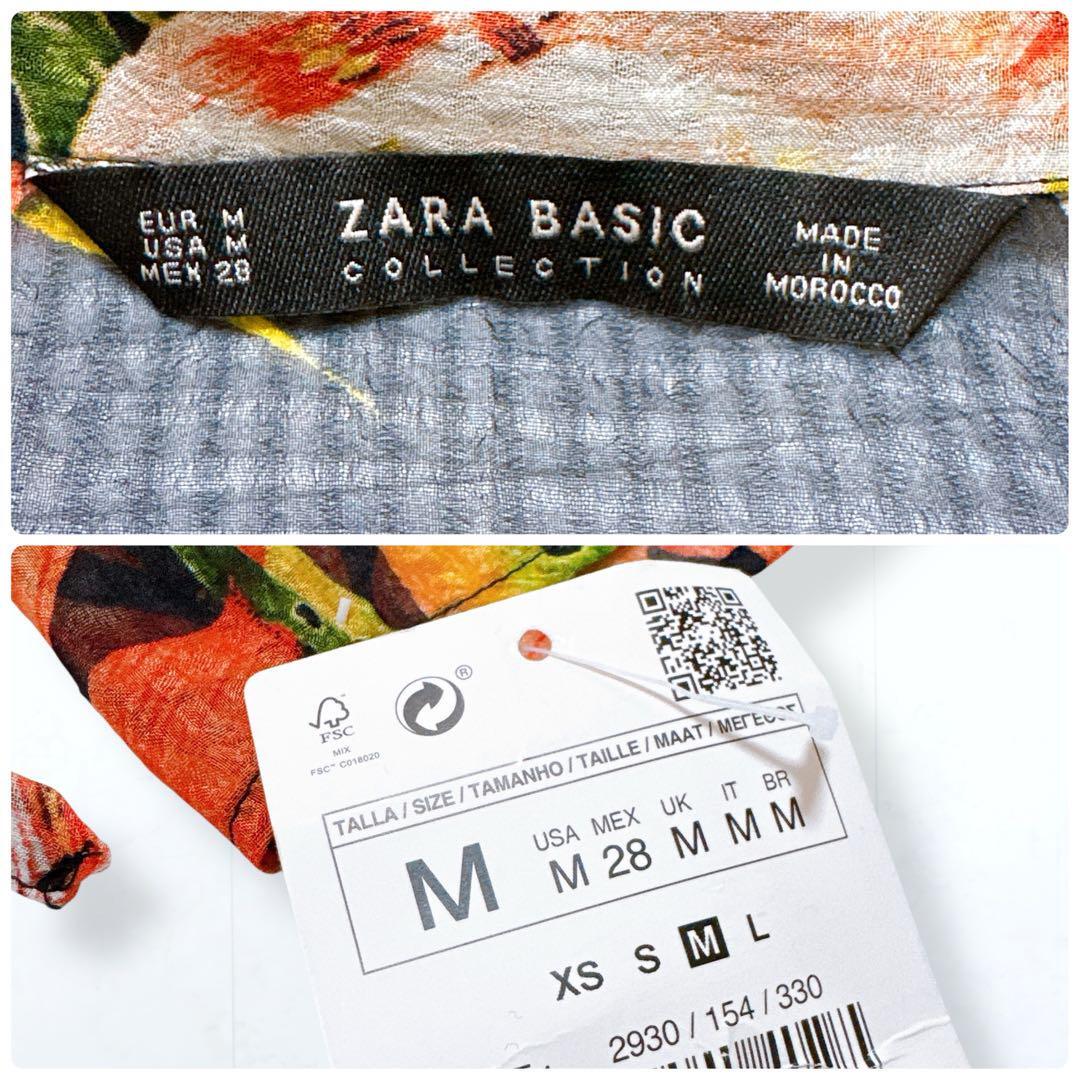 EUR M
USA M
MEX 28
ZARA BASIC
COLLECTION
MADE
IN
MOROCCO
FSC™
MIX
FSC™ C018020
®
TALLA / SIZE / TAMANHO / TAILLE / MAAT / ΜΕΓΕΘΟΣ
M
USA MEX UK IT BR
M 28 M M M
XS S M L
2930 / 154 / 330